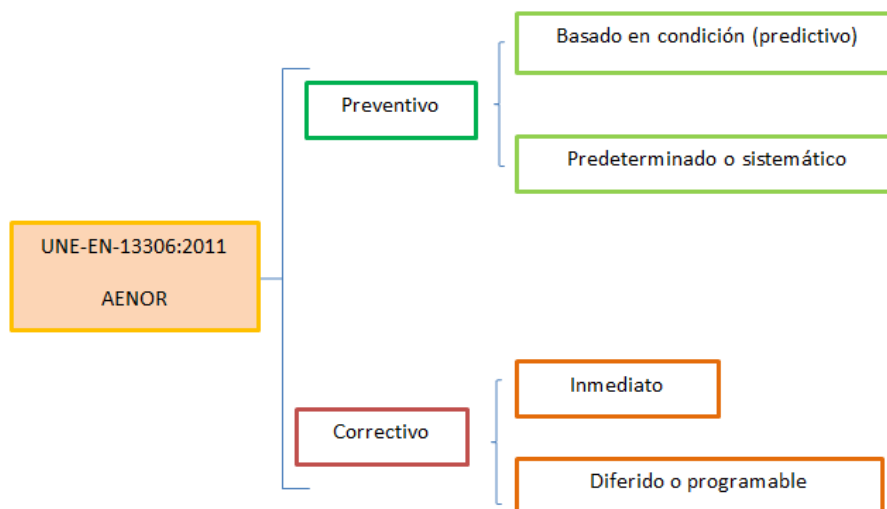 Basado en condición (predictivo)
Preventivo
Predeterminado o sistemático
UNE-EN-13306:2011
AENOR
Inmediato
Correctivo
Diferido o programable